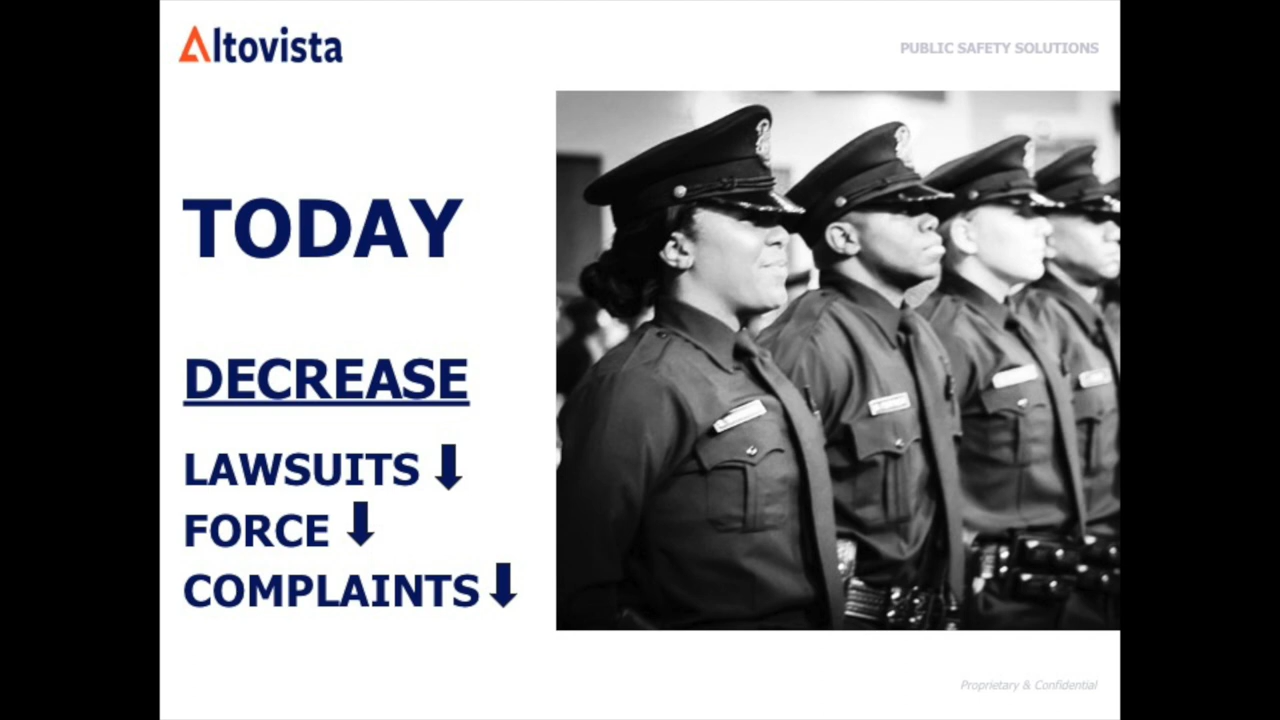 Altovista
PUBLIC SAFETY SOLUTIONS
TODAY
DECREASE
LAWSUITS
FORCE
COMPLAINTS
Proprietary & Confidential